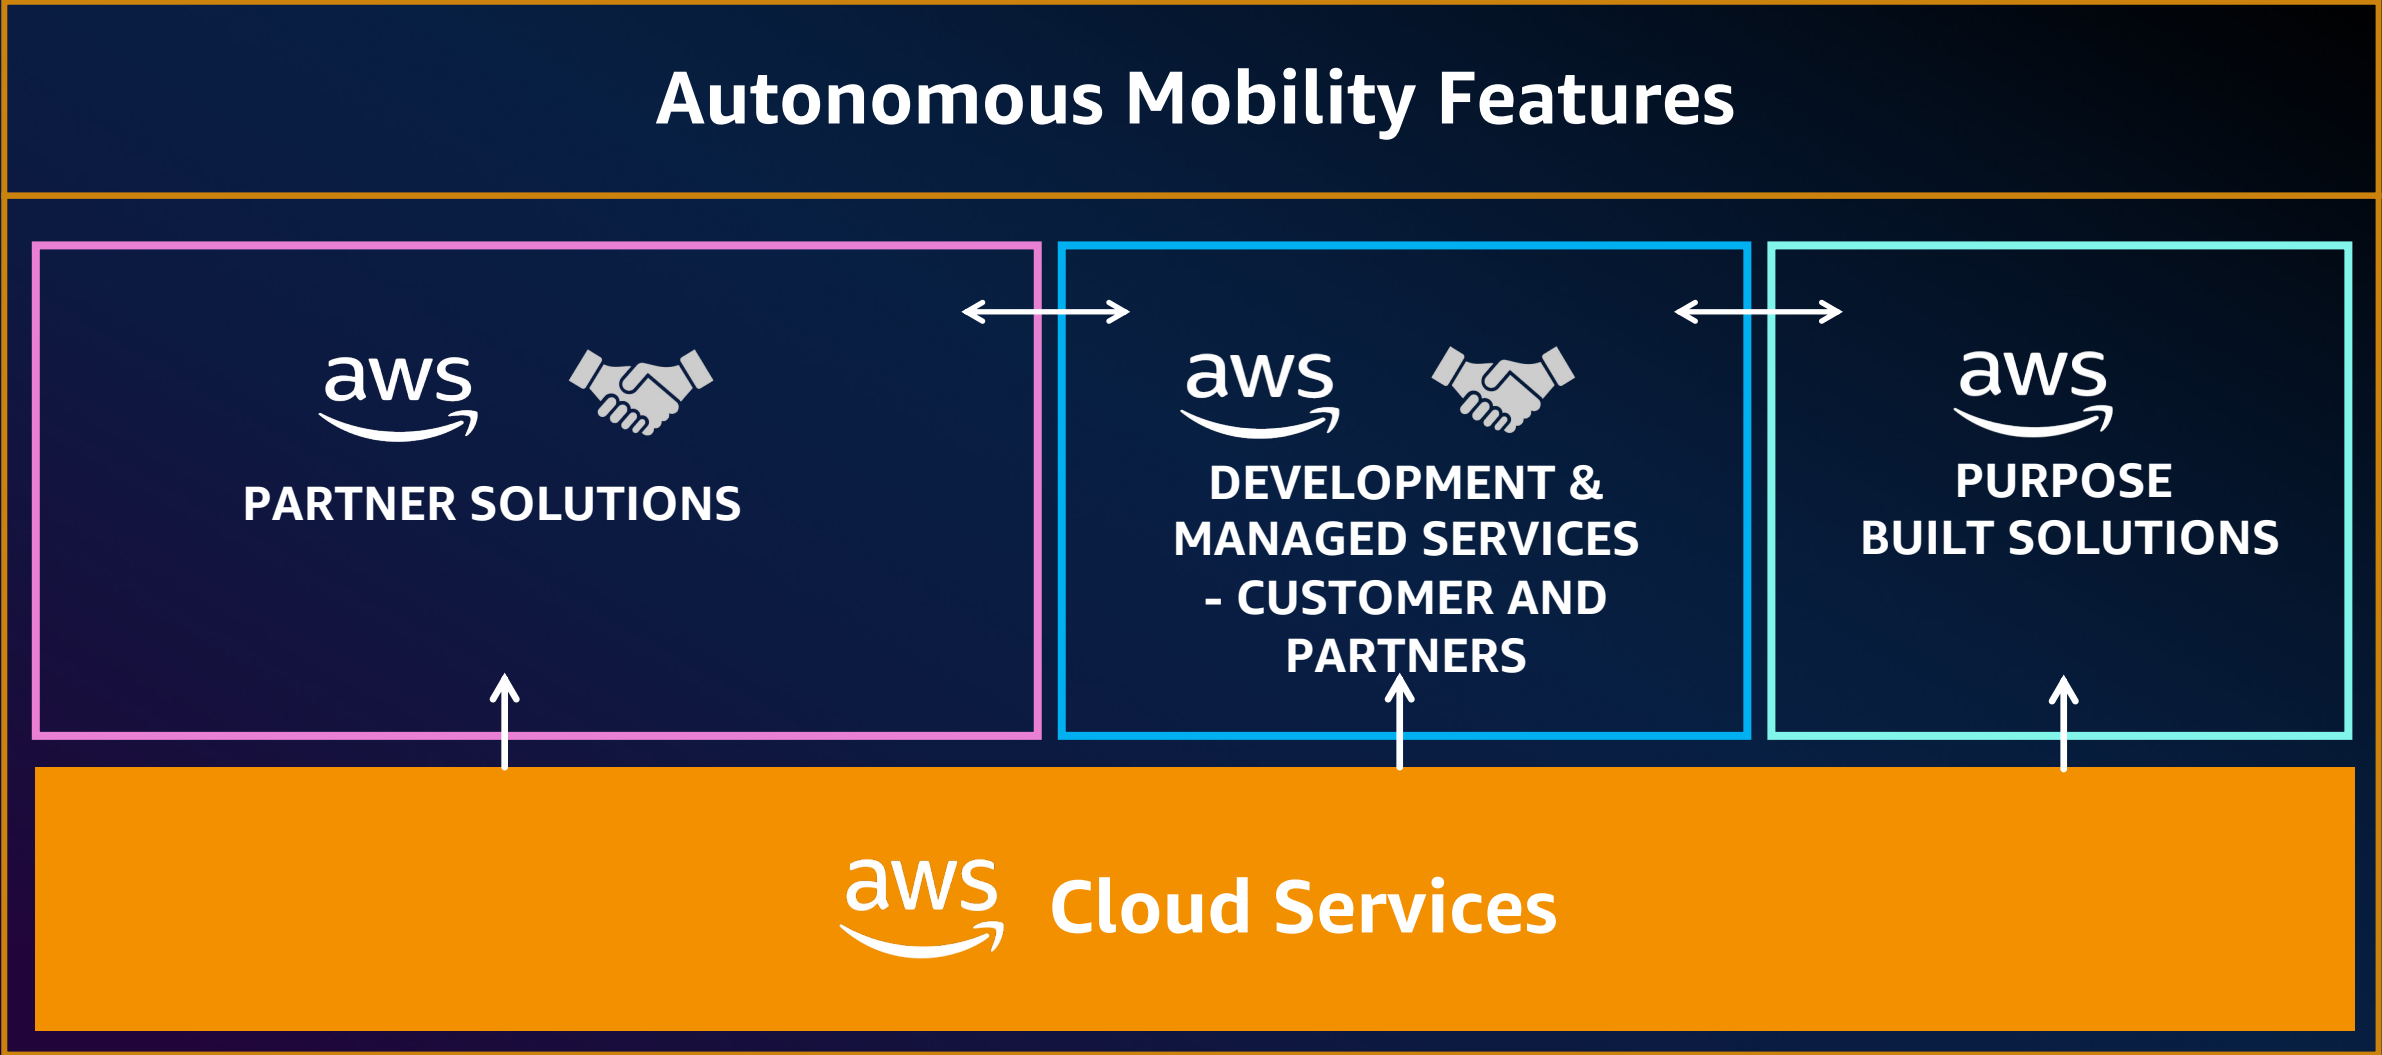 Autonomous Mobility Features
aws
PARTNER SOLUTIONS
aws
DEVELOPMENT &
MANAGED SERVICES
- CUSTOMER AND
PARTNERS
aws
PURPOSE
BUILT SOLUTIONS
aws Cloud Services